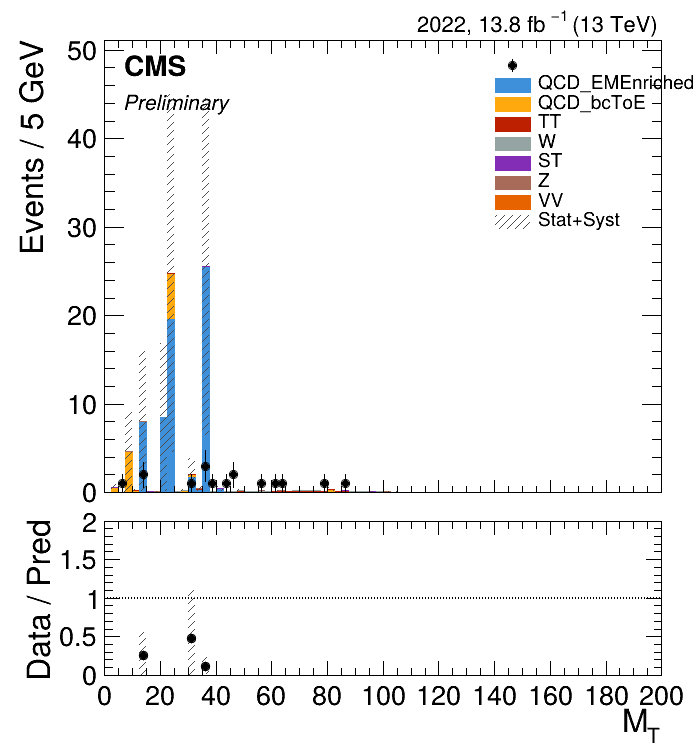 2022, 13.8 fb⁻¹ (13 TeV)
CMS
Preliminary
QCD_EMEnriched
QCD_bcToE
TT
W
ST
Z
VV
Stat+Syst
Events / 5 GeV
50
40
30
20
10
0
Data / Pred
2
1.5
1
0.5
0
0 20 40 60 80 100 120 140 160 180 200
M_T